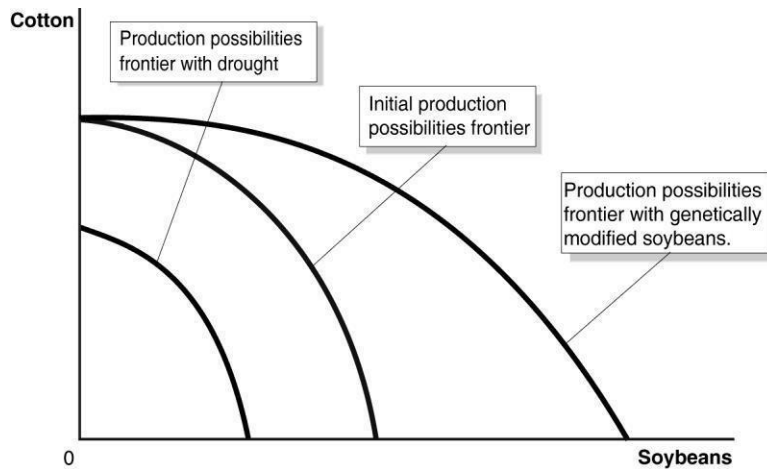 Cotton
Production possibilities
frontier with drought
Initial production
possibilities frontier
Production possibilities
frontier with genetically
modified soybeans.
0
Soybeans